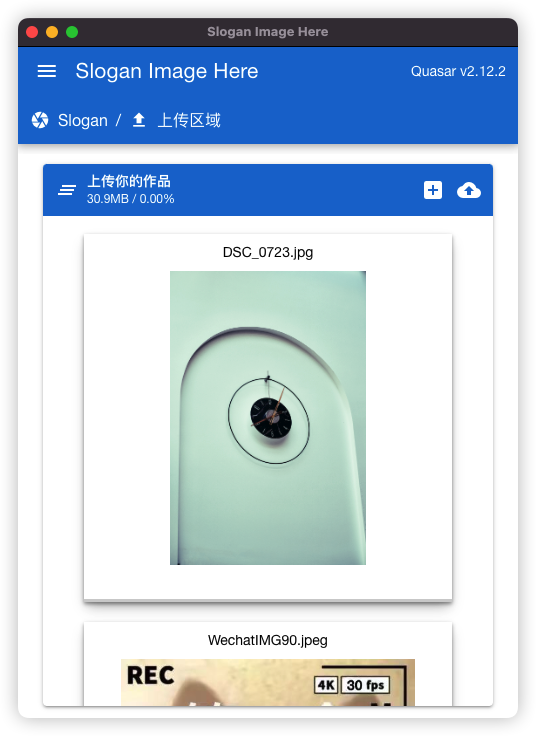 Slogan Image Here
Slogan Image Here
Quasar v2.12.2
Slogan / 上传区域
上传你的作品
30.9MB / 0.00%
DSC_0723.jpg
WechatIMG90.jpeg
REC
4K 30 fps